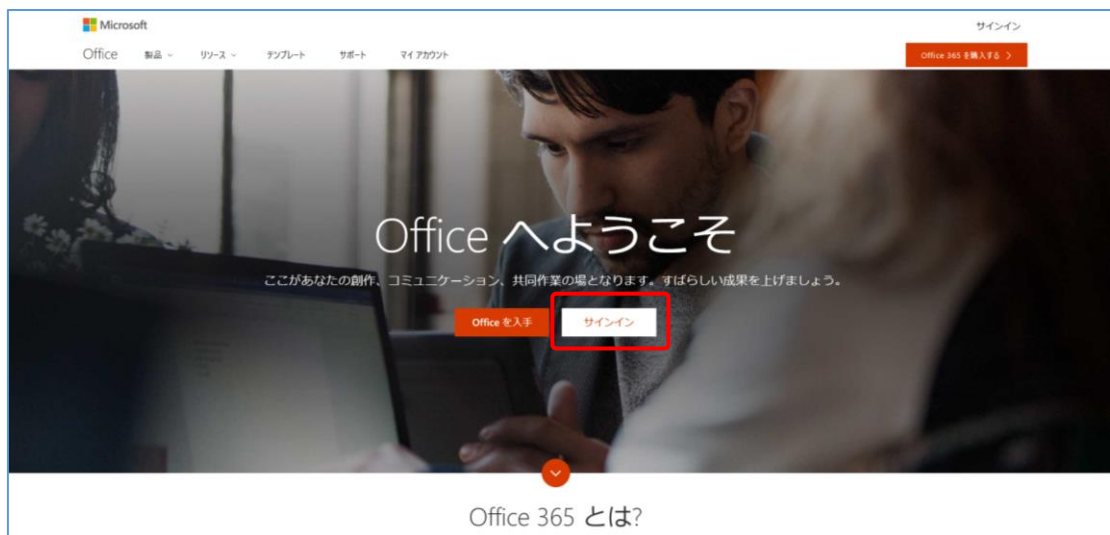 Microsoft
サインイン
Office 製品 リソース テンプレート サポート マイ アカウント
Office 365 を購入する
Office へようこそ
ここがあなたの創作、コミュニケーション、共同作業の場となります。すばらしい成果を上げましょう。
Office を入手 サインイン
Office 365 とは?